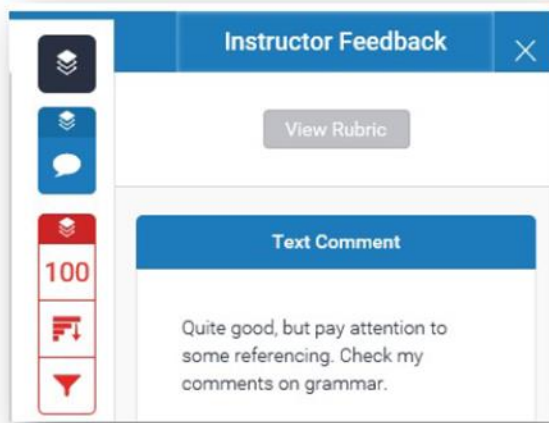 Instructor Feedback
View Rubric
Text Comment
100
Quite good, but pay attention to
some referencing. Check my
comments on grammar.